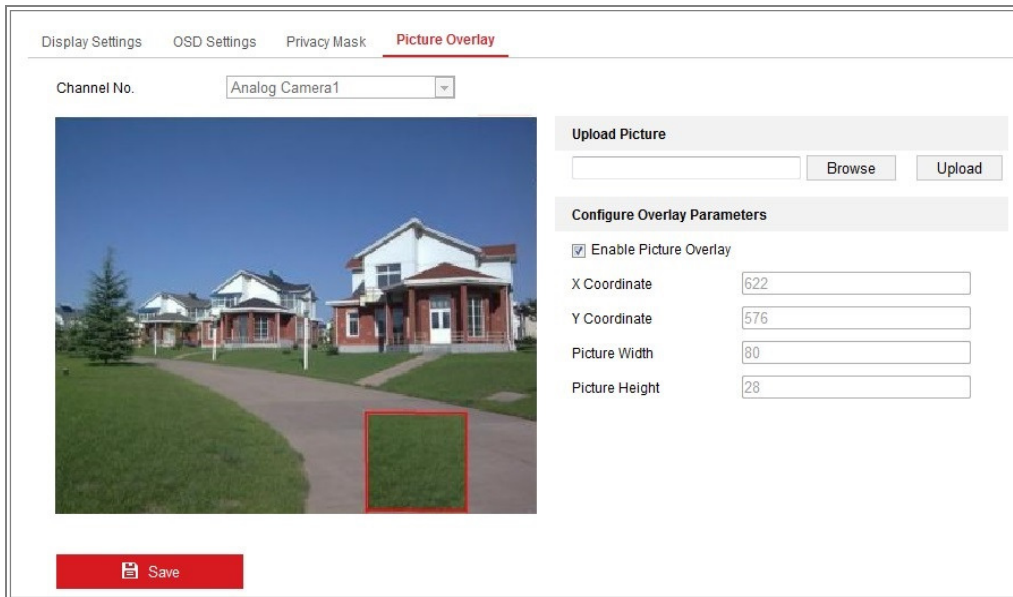 Display Settings OSD Settings Privacy Mask Picture Overlay
Channel No. Analog Camera1
Upload Picture
Browse Upload
Configure Overlay Parameters
Enable Picture Overlay
X Coordinate 622
Y Coordinate 576
Picture Width 80
Picture Height 28
Save